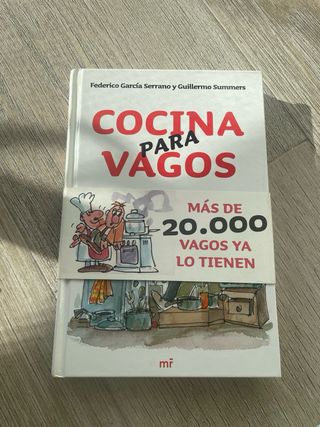 Federico García Serrano y Guillermo Summers
COCINA
PARA
VAGOS
MÁS DE
20.000
VAGOS YA
LO TIENEN
mr